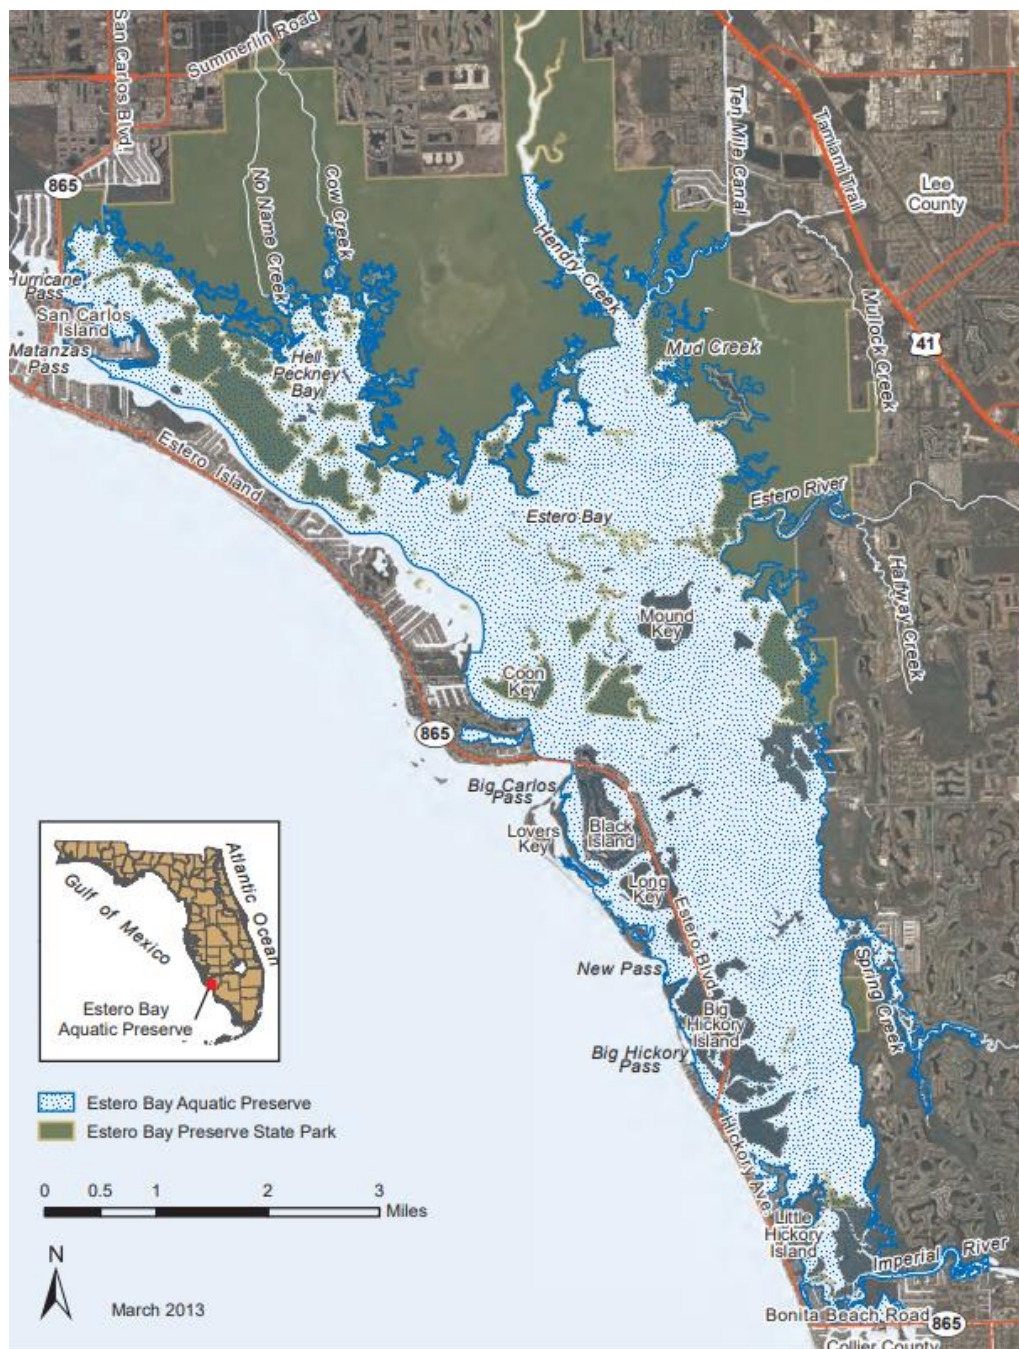 San Carlos Blvd.
Summerlin Road
865
No Name Creek
Cow Creek
Hendry Creek
Ten Mile Canal
Tamiami Trail
Lee
County
Hurricane
Pass
San Carlos
Island
Matanzas
Pass
Hell
Peckney
Bay
Mud Creek
Mullock Creek
41
Estero Island
Estero Bay
Estero River
Halfway Creek
Mound
Key
Coon
Key
865
Big Carlos
Pass
Lovers
Key
Black
Island
Long
Key
Estero Blvd.
New Pass
Big
Hickory
Island
Big Hickory
Pass
Spring Creek
Hickory Ave.
Little
Hickory
Island
Imperial River
Bonita Beach Road
865
Collier County
Atlantic Ocean
Gulf of Mexico
Estero Bay
Aquatic Preserve
Estero Bay Aquatic Preserve
Estero Bay Preserve State Park
0 0.5 1 2 3
Miles
N
March 2013